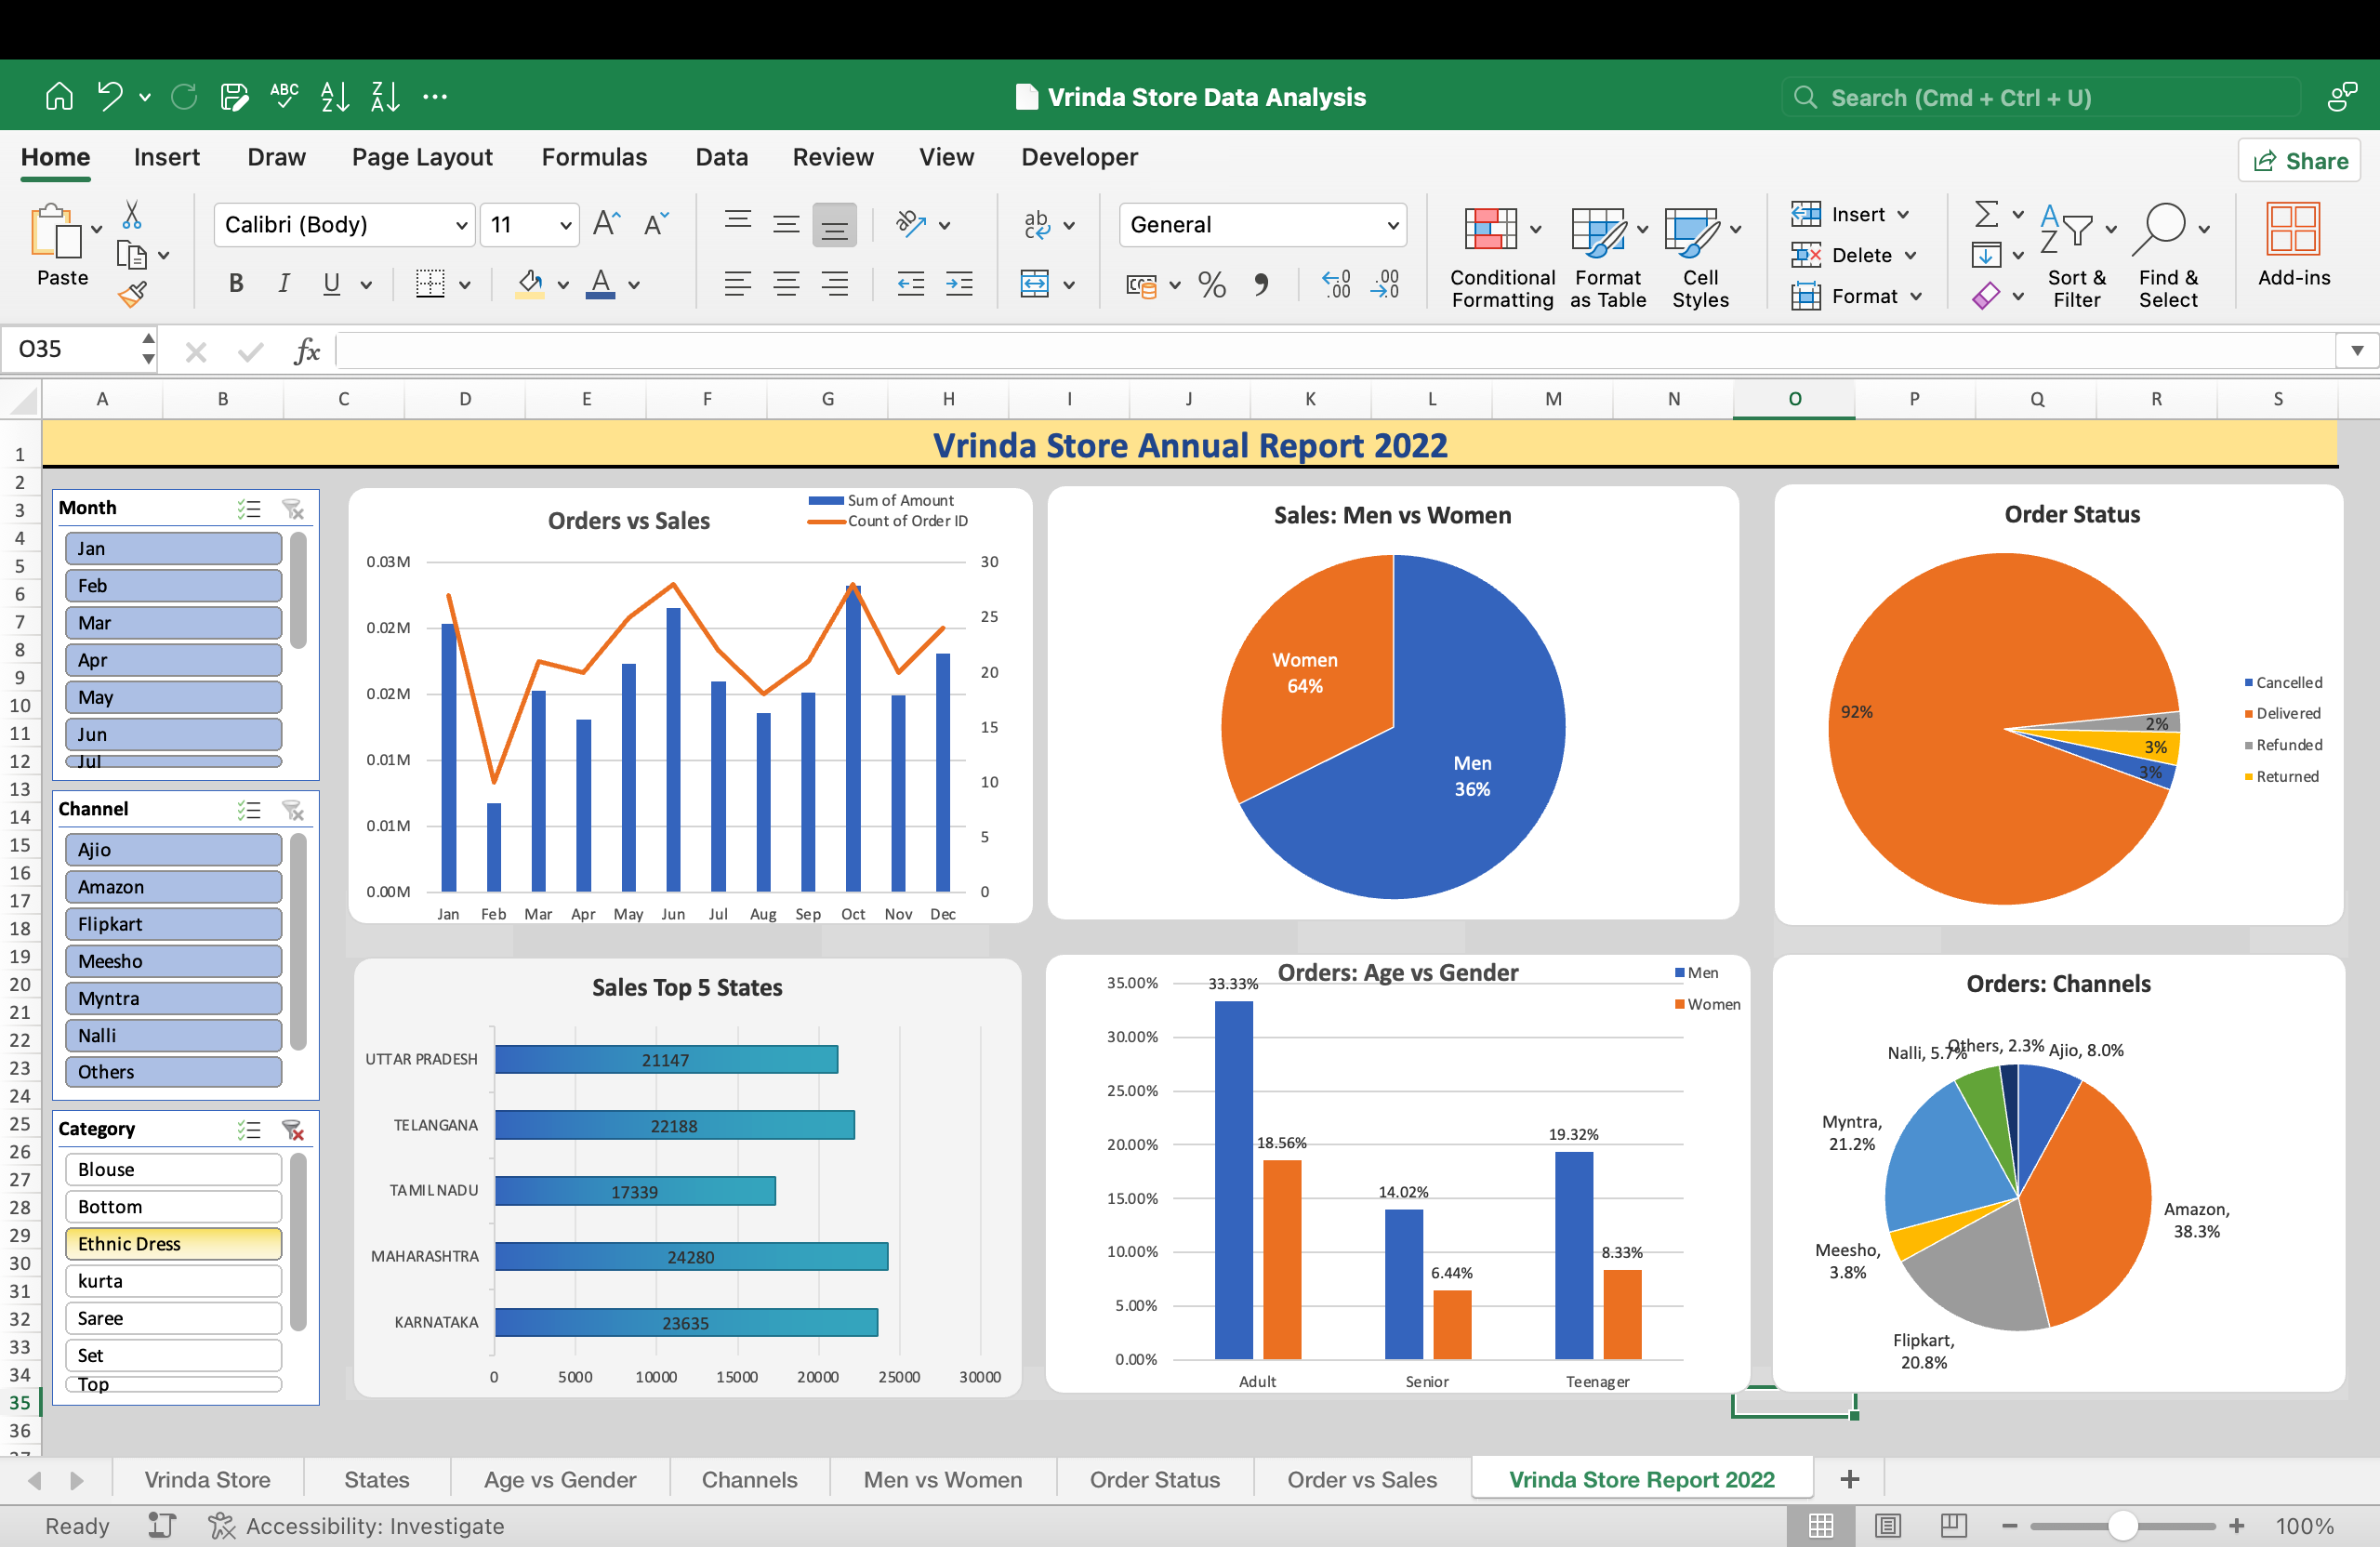 ABC
A
Z
Z
A
Vrinda Store Data Analysis
Search (Cmd + Ctrl + U)
Home Insert Draw Page Layout Formulas Data Review View Developer
Share
Paste
Calibri (Body)
11
A A
B I U A
ab
c
General
% 9
.0
.00
.00
.0
Conditional
Formatting
Format
as Table
Cell
Styles
Insert
Delete
Format
A
Z
Sort &
Filter
Find &
Select
Add-ins
O35
fx
A B C D E F G H I J K L M N O P Q R S
1
2
3
4
5
6
7
8
9
10
11
12
13
14
15
16
17
18
19
20
21
22
23
24
25
26
27
28
29
30
31
32
33
34
35
36
37
Vrinda Store Annual Report 2022
Month
Jan
Feb
Mar
Apr
May
Jun
Jul
Channel
Ajio
Amazon
Flipkart
Meesho
Myntra
Nalli
Others
Category
Blouse
Bottom
Ethnic Dress
kurta
Saree
Set
Top
Orders vs Sales
Sum of Amount
Count of Order ID
0.03M
0.02M
0.02M
0.01M
0.01M
0.00M
30
25
20
15
10
5
0
Jan Feb Mar Apr May Jun Jul Aug Sep Oct Nov Dec
Sales: Men vs Women
Women
64%
Men
36%
Order Status
92%
2%
3%
3%
Cancelled
Delivered
Refunded
Returned
Sales Top 5 States
UTTAR PRADESH 21147
TELANGANA 22188
TAMIL NADU 17339
MAHARASHTRA 24280
KARNATAKA 23635
0 5000 10000 15000 20000 25000 30000
Orders: Age vs Gender
Men
Women
35.00%
30.00%
25.00%
20.00%
15.00%
10.00%
5.00%
0.00%
33.33%
18.56%
14.02%
6.44%
19.32%
8.33%
Adult Senior Teenager
Orders: Channels
Nalli, 5.7%
Others, 2.3%
Ajio, 8.0%
Myntra,
21.2%
Amazon,
38.3%
Meesho,
3.8%
Flipkart,
20.8%
Vrinda Store States Age vs Gender Channels Men vs Women Order Status Order vs Sales Vrinda Store Report 2022 +
Ready
Accessibility: Investigate
100%